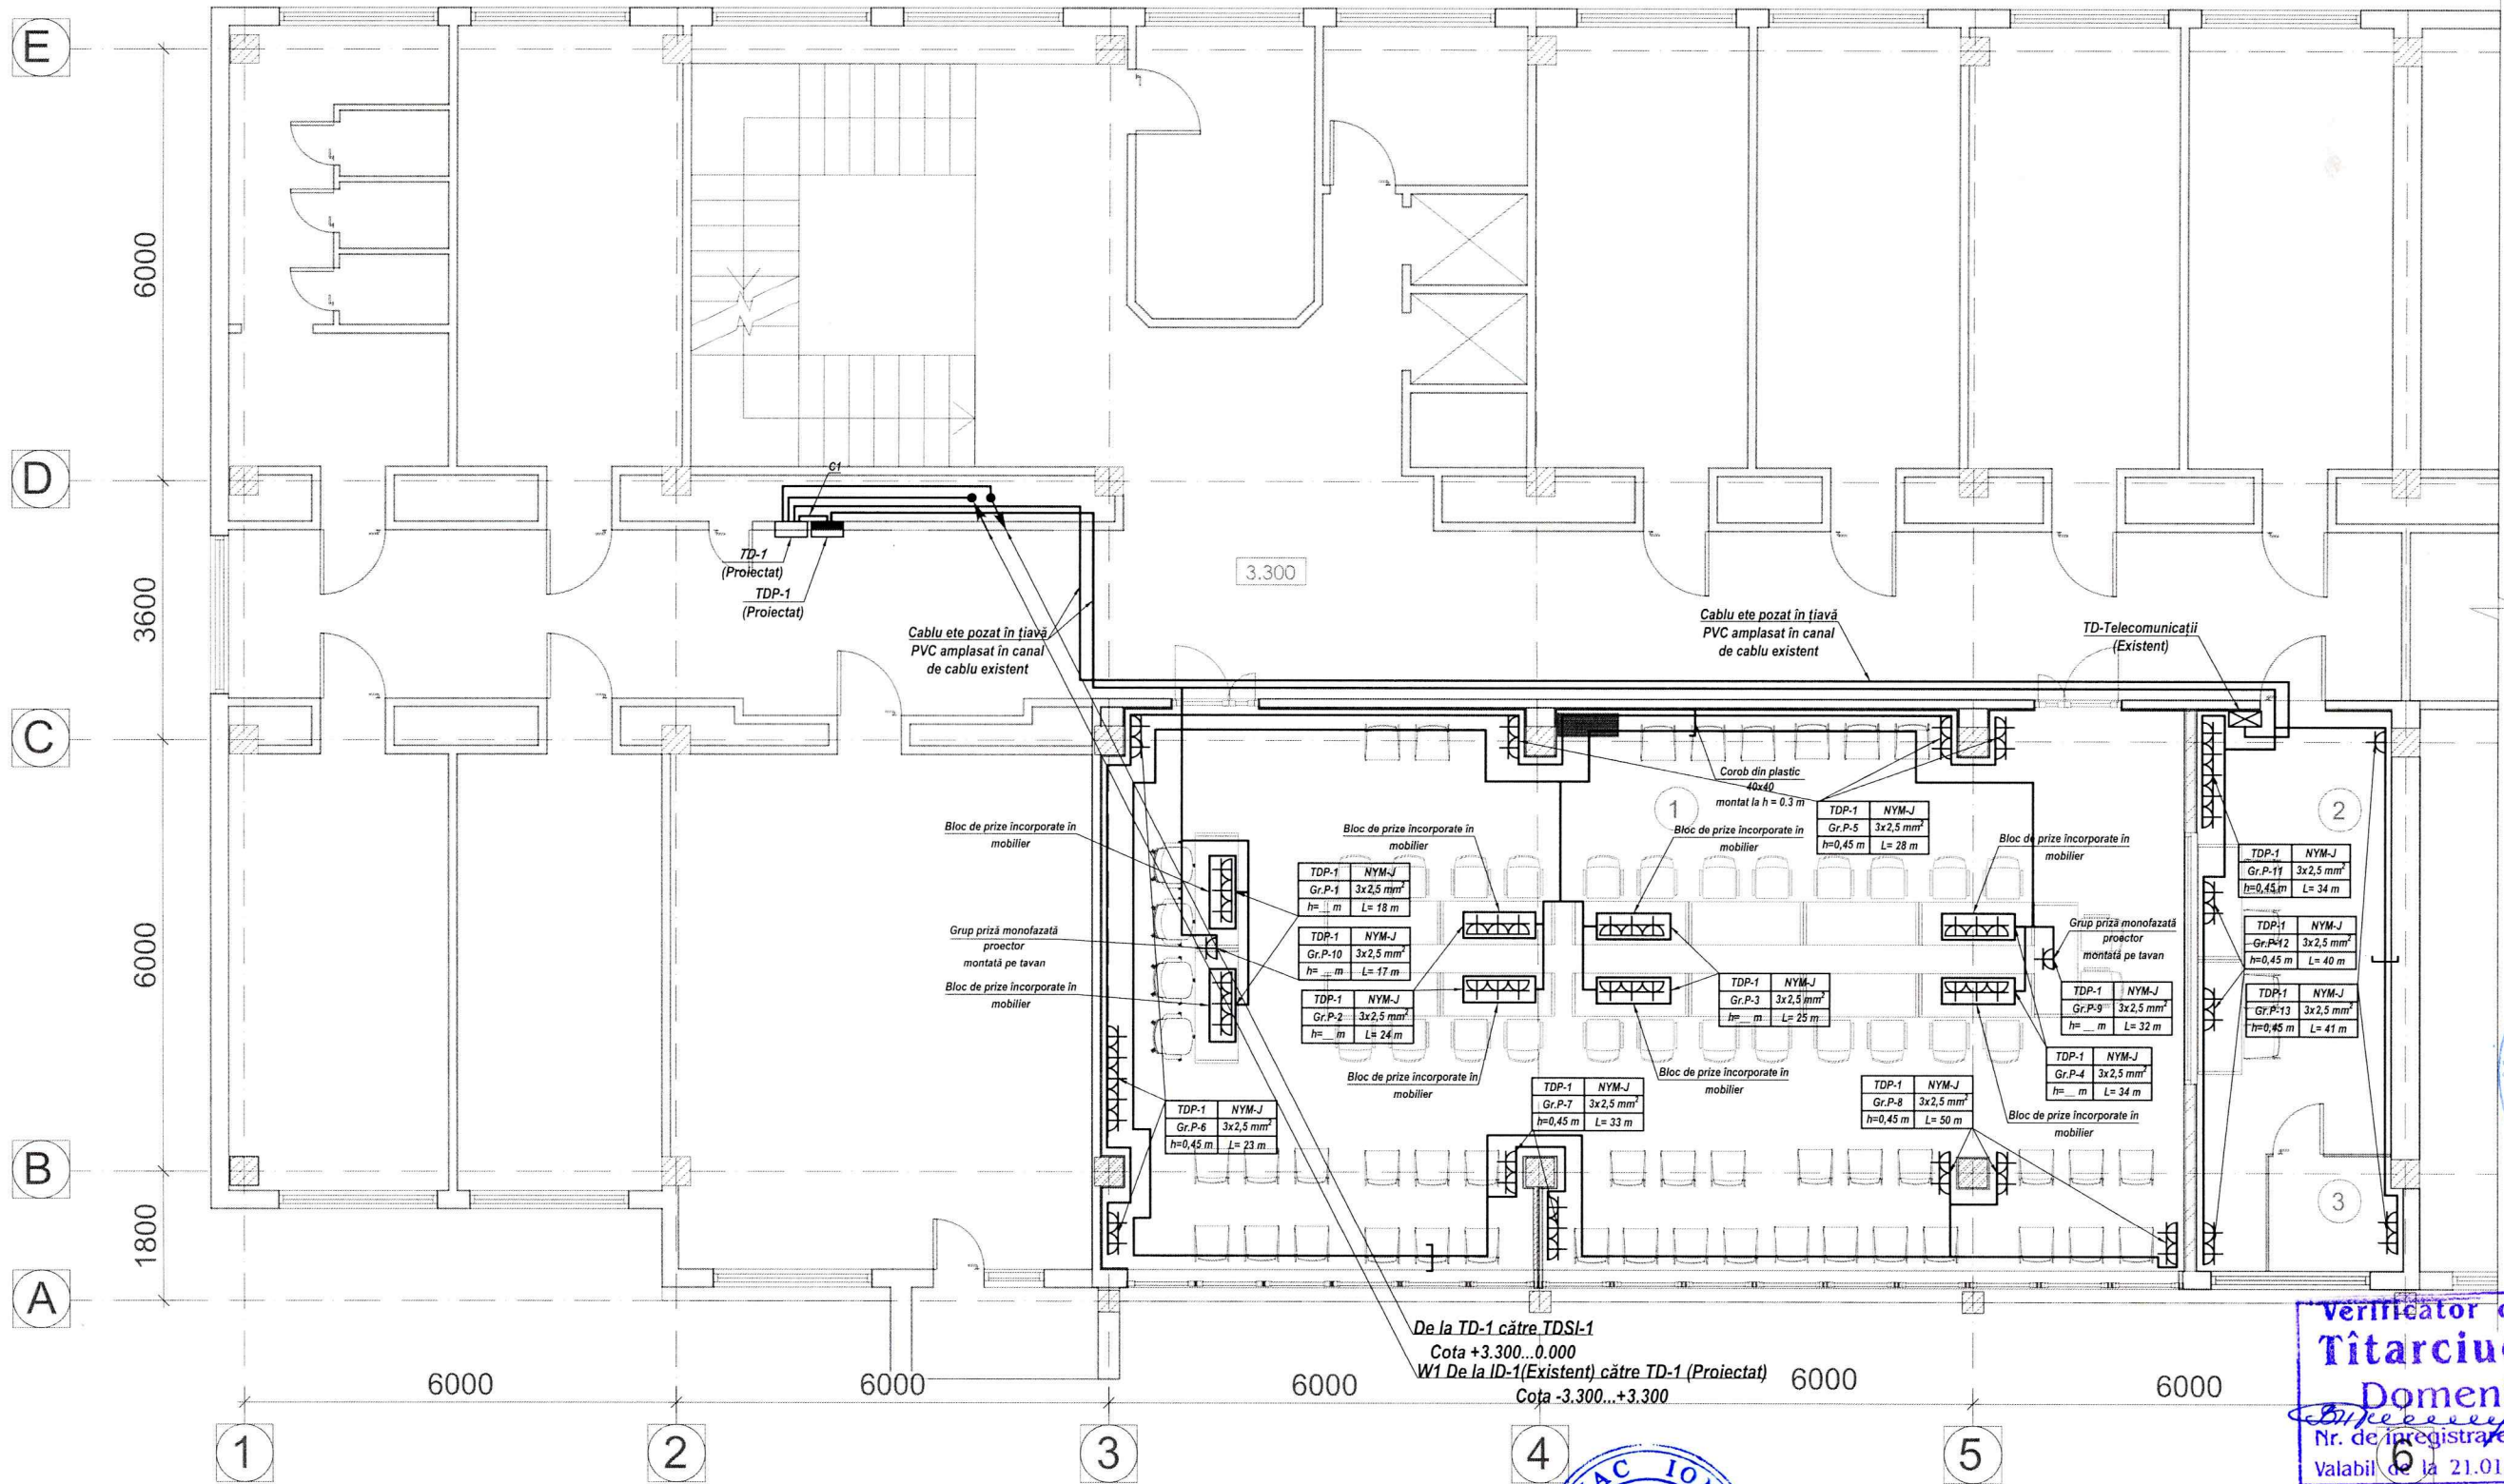 E
D
C
B
A
6000
3600
6000
1800
C1
TD-1
(Proiectat)
TDP-1
(Proiectat)
3.300
Cablu ete pozat în țiavă
PVC amplasat în canal
de cablu existent
Cablu ete pozat în țiavă
PVC amplasat în canal
de cablu existent
TD-Telecomunicații
(Existent)
Corob din plastic
40x40
montat la h = 0.3 m
1
2
3
TDP-1 NYM-J
Gr.P-5 3x2,5 mm²
h=0,45 m L= 28 m
Bloc de prize încorporate în
mobilier
Bloc de prize încorporate în
mobilier
Bloc de prize încorporate în
mobilier
Bloc de prize încorporate în
mobilier
TDP-1 NYM-J
Gr.P-1 3x2,5 mm²
h=__ m L= 18 m
TDP-1 NYM-J
Gr.P-11 3x2,5 mm²
h=0,45 m L= 34 m
Grup priză monofazată
proector
montată pe tavan
TDP-1 NYM-J
Gr.P-10 3x2,5 mm²
h=__ m L= 17 m
Grup priză monofazată
proector
montată pe tavan
TDP-1 NYM-J
Gr.P-12 3x2,5 mm²
h=0,45 m L= 40 m
Bloc de prize încorporate în
mobilier
TDP-1 NYM-J
Gr.P-2 3x2,5 mm²
h=__ m L= 24 m
TDP-1 NYM-J
Gr.P-3 3x2,5 mm²
h=__ m L= 25 m
TDP-1 NYM-J
Gr.P-9 3x2,5 mm²
h=__ m L= 32 m
TDP-1 NYM-J
Gr.P-13 3x2,5 mm²
h=0,45 m L= 41 m
Bloc de prize încorporate în
mobilier
Bloc de prize încorporate în
mobilier
TDP-1 NYM-J
Gr.P-4 3x2,5 mm²
h=__ m L= 34 m
TDP-1 NYM-J
Gr.P-6 3x2,5 mm²
h=0,45 m L= 23 m
TDP-1 NYM-J
Gr.P-7 3x2,5 mm²
h=0,45 m L= 33 m
TDP-1 NYM-J
Gr.P-8 3x2,5 mm²
h=0,45 m L= 50 m
Bloc de prize încorporate în
mobilier
De la TD-1 către TDSI-1
Cota +3.300...0.000
W1 De la ID-1(Existent) către TD-1 (Proiectat)
Cota -3.300...+3.300
6000
6000
6000
6000
6000
1
2
3
4
5
6
Verificator
Titarciu
Domen
Nr. de înregistrare
Valabil de la 21.01